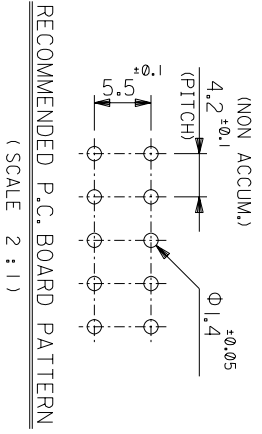 (NON ACCUM.)
4.2 ±0.1
(PITCH)
5.5 ±0.1
Φ1.4 ±0.05
RECOMMENDED P.C. BOARD PATTERN
(SCALE 2:1)